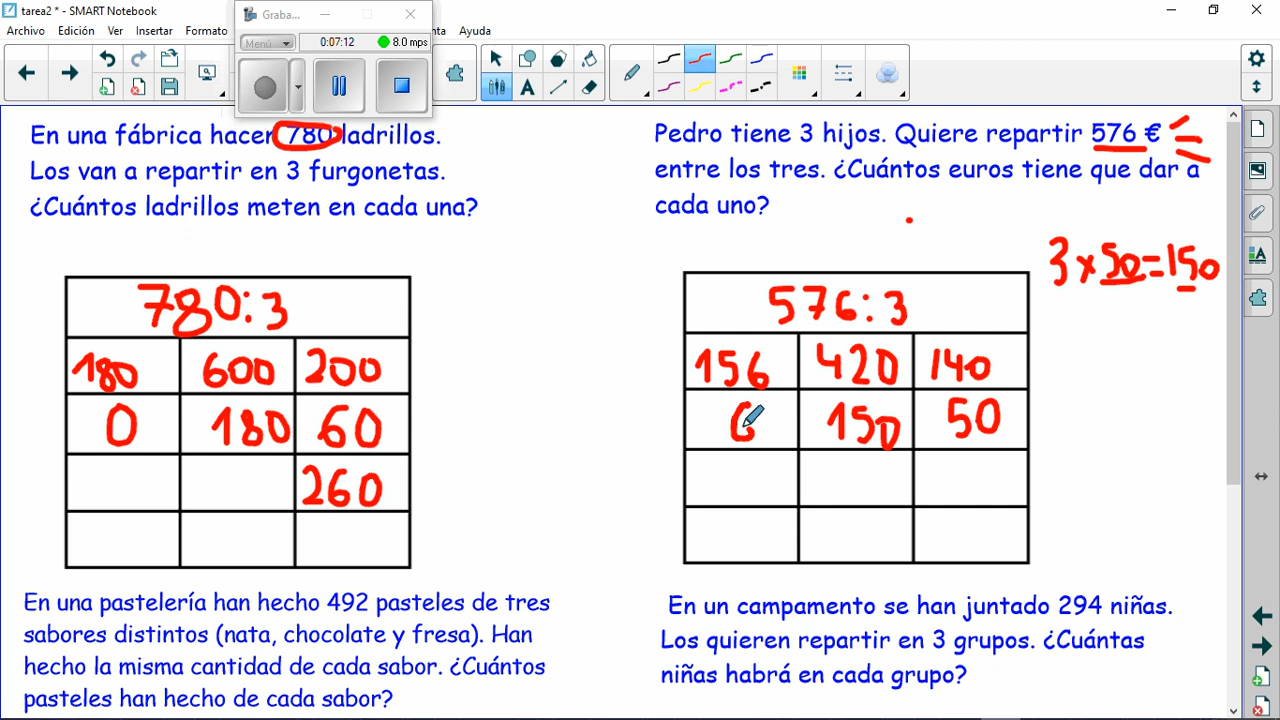 tarea2 * - SMART Notebook
Graba...
Archivo Edición Ver Insertar Formato
Ayuda
Menú
0:07:12
8.0 mps
A
En una fábrica hacen 780 ladrillos.
Los van a repartir en 3 furgonetas.
¿Cuántos ladrillos meten en cada una?
780:3
180 600 200
0 180 60
260
Pedro tiene 3 hijos. Quiere repartir 576 €
entre los tres. ¿Cuántos euros tiene que dar a
cada uno?
3 x 50 = 150
576:3
156 420 140
6 150 50
En una pastelería han hecho 492 pasteles de tres
sabores distintos (nata, chocolate y fresa). Han
hecho la misma cantidad de cada sabor. ¿Cuántos
pasteles han hecho de cada sabor?
En un campamento se han juntado 294 niñas.
Los quieren repartir en 3 grupos. ¿Cuántas
niñas habrá en cada grupo?